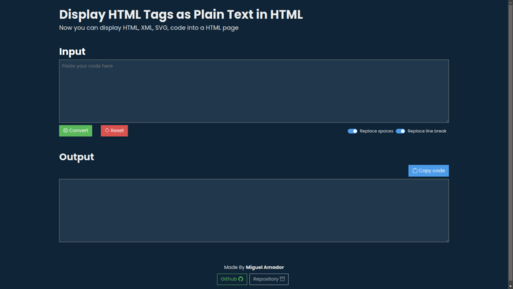 Display HTML Tags as Plain Text in HTML
Now you can display HTML, XML, SVG, code into a HTML page
Input
Paste your code here
Convert
Reset
Replace spaces
Replace line break
Output
Copy code
Made By Miguel Amador
Github
Repository